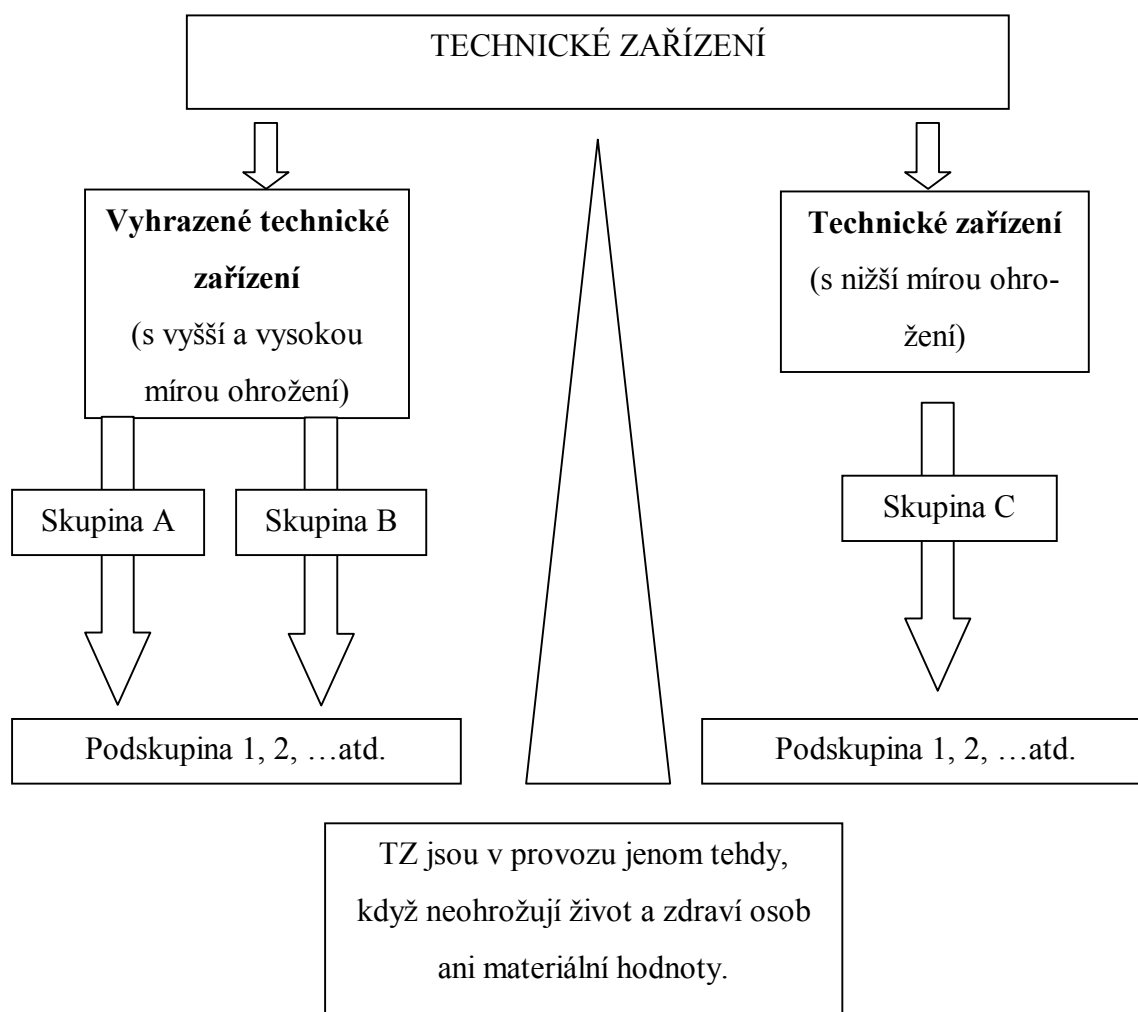 TECHNICKÉ ZAŘÍZENÍ
Vyhrazené technické
zařízení
(s vyšší a vysokou
mírou ohrožení)
Technické zařízení
(s nižší mírou ohro-
žení)
Skupina A
Skupina B
Skupina C
Podskupina 1, 2, …atd.
Podskupina 1, 2, …atd.
TZ jsou v provozu jenom tehdy,
když neohrožují život a zdraví osob
ani materiální hodnoty.